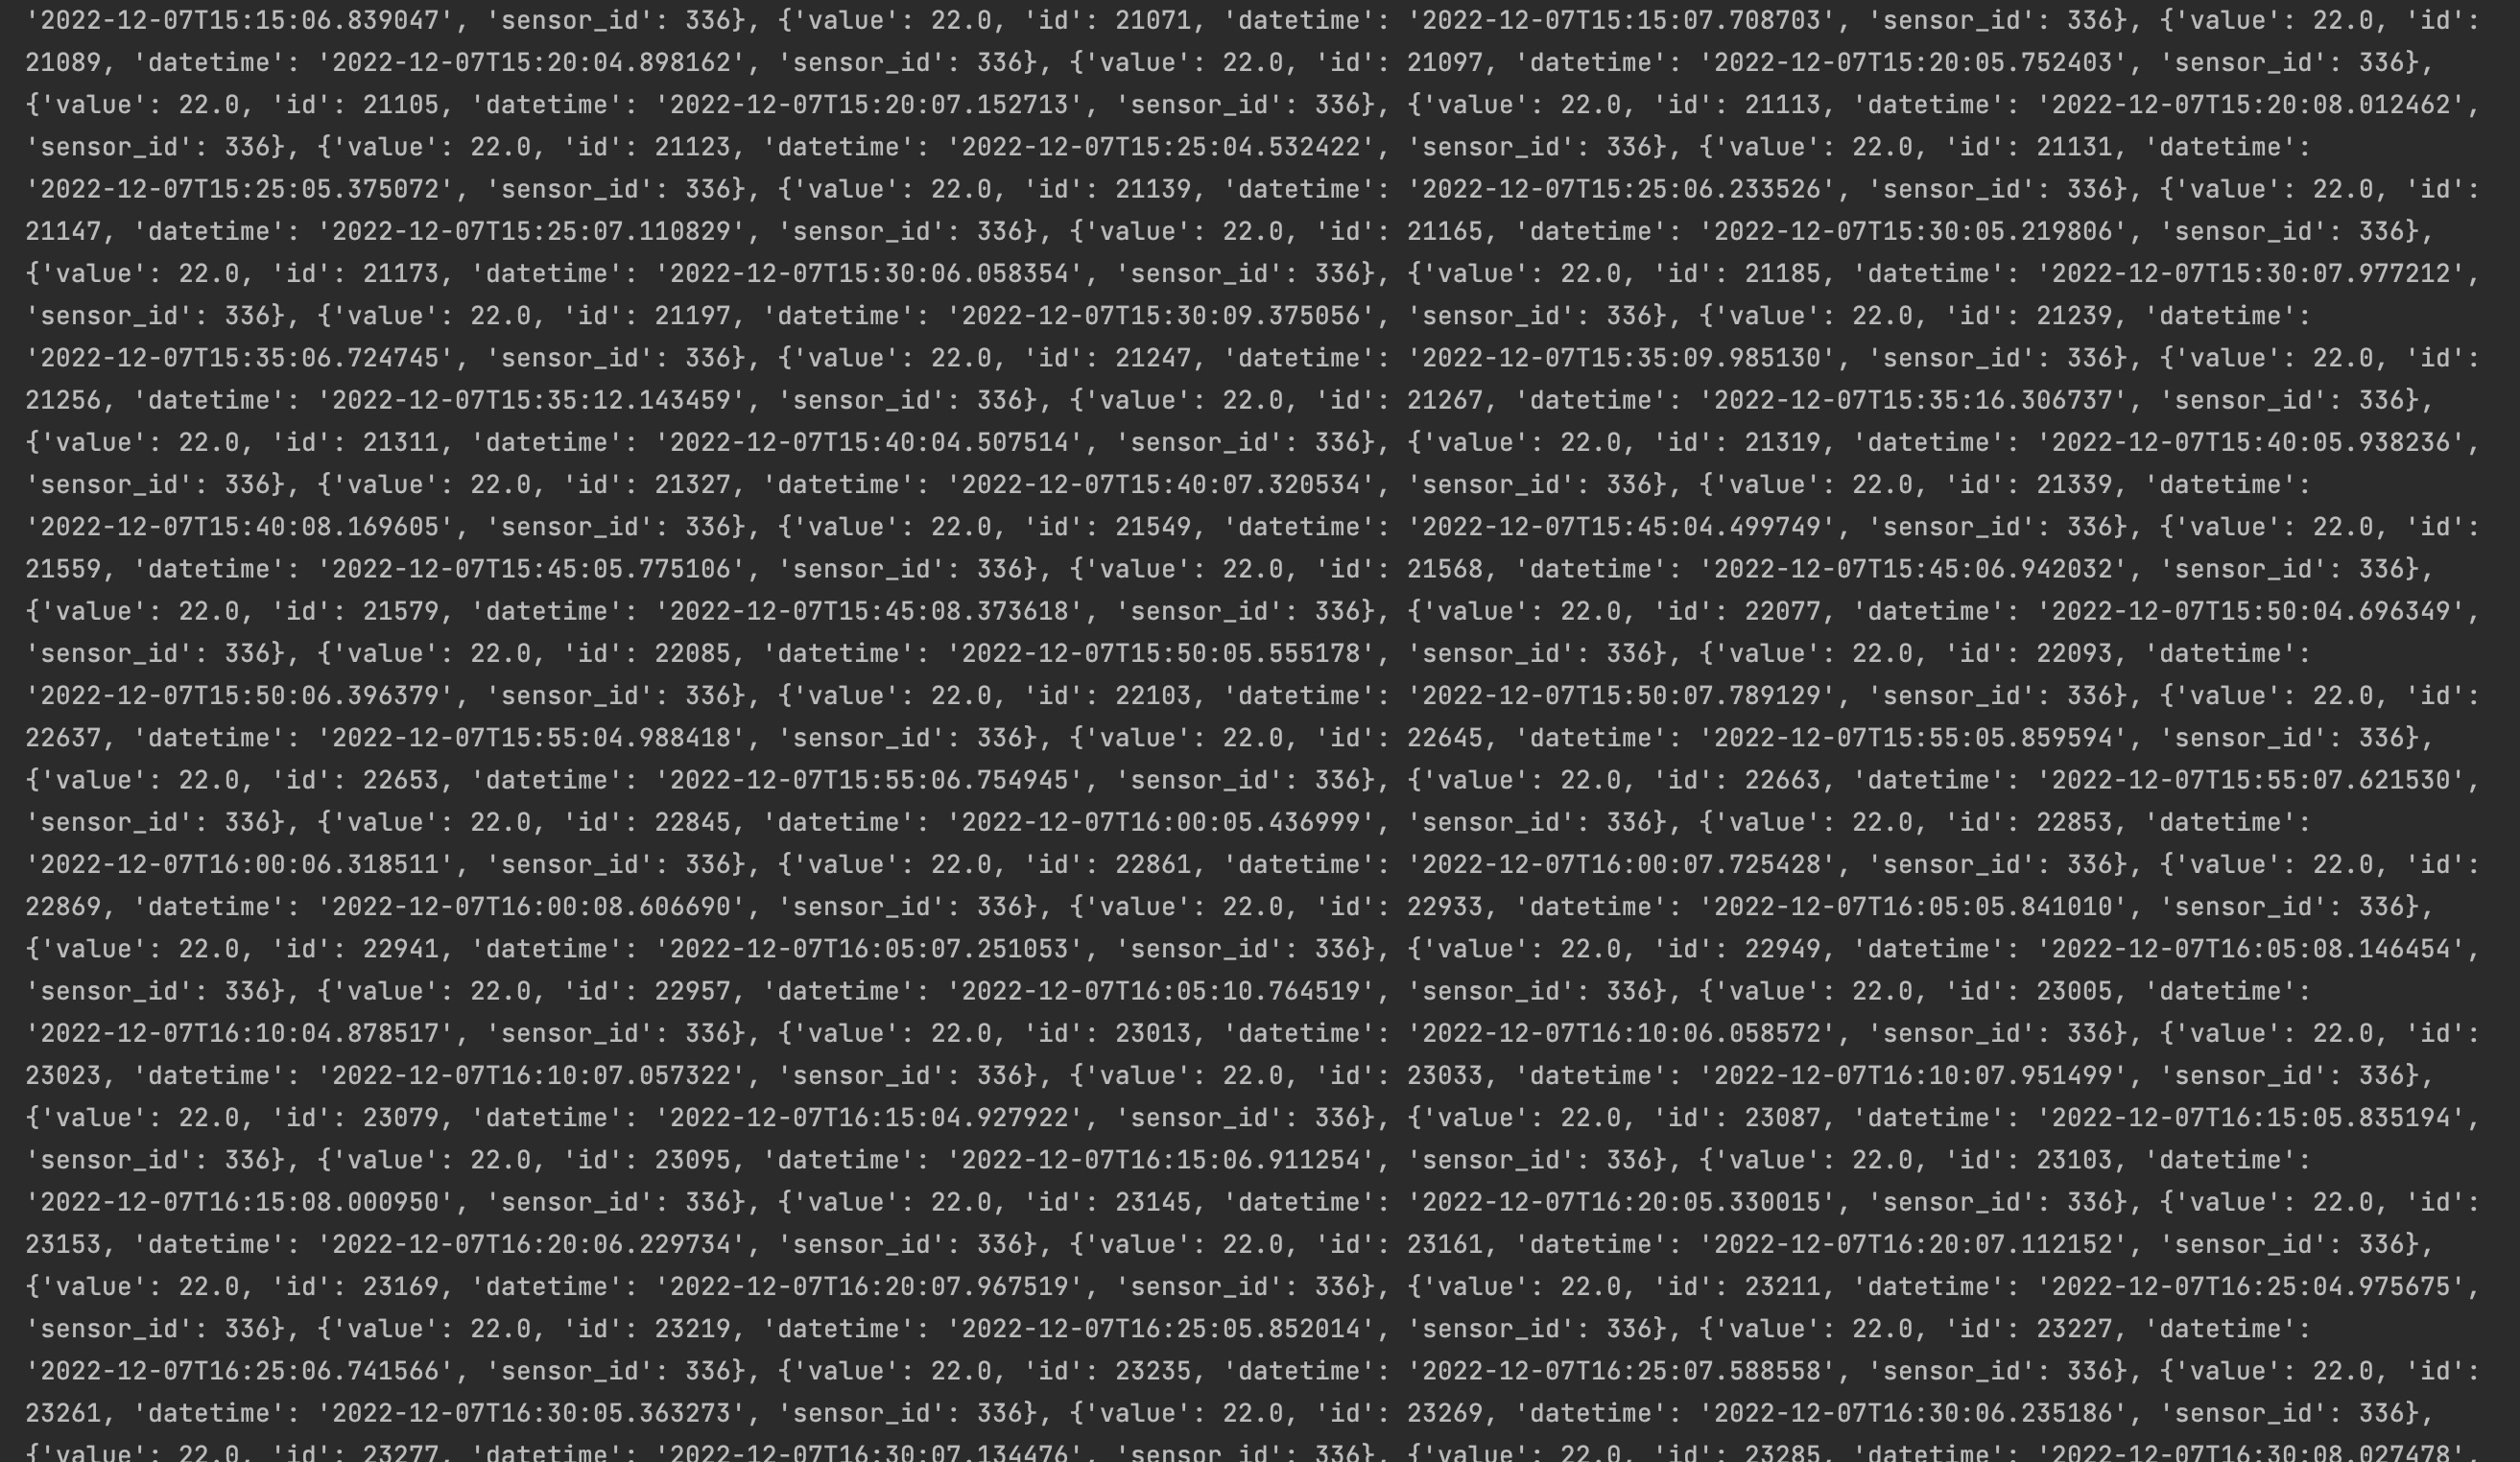 '2022-12-07T15:15:06.839047', 'sensor_id': 336}, {'value': 22.0, 'id': 21071, 'datetime': '2022-12-07T15:15:07.708703', 'sensor_id': 336}, {'value': 22.0, 'id':
21089, 'datetime': '2022-12-07T15:20:04.898162', 'sensor_id': 336}, {'value': 22.0, 'id': 21097, 'datetime': '2022-12-07T15:20:05.752403', 'sensor_id': 336},
{'value': 22.0, 'id': 21105, 'datetime': '2022-12-07T15:20:07.152713', 'sensor_id': 336}, {'value': 22.0, 'id': 21113, 'datetime': '2022-12-07T15:20:08.012462',
'sensor_id': 336}, {'value': 22.0, 'id': 21123, 'datetime': '2022-12-07T15:25:04.532422', 'sensor_id': 336}, {'value': 22.0, 'id': 21131, 'datetime':
'2022-12-07T15:25:05.375072', 'sensor_id': 336}, {'value': 22.0, 'id': 21139, 'datetime': '2022-12-07T15:25:06.233526', 'sensor_id': 336}, {'value': 22.0, 'id':
21147, 'datetime': '2022-12-07T15:25:07.110829', 'sensor_id': 336}, {'value': 22.0, 'id': 21165, 'datetime': '2022-12-07T15:30:05.219806', 'sensor_id': 336},
{'value': 22.0, 'id': 21173, 'datetime': '2022-12-07T15:30:06.058354', 'sensor_id': 336}, {'value': 22.0, 'id': 21185, 'datetime': '2022-12-07T15:30:07.977212',
'sensor_id': 336}, {'value': 22.0, 'id': 21197, 'datetime': '2022-12-07T15:30:09.375056', 'sensor_id': 336}, {'value': 22.0, 'id': 21239, 'datetime':
'2022-12-07T15:35:06.724745', 'sensor_id': 336}, {'value': 22.0, 'id': 21247, 'datetime': '2022-12-07T15:35:09.985130', 'sensor_id': 336}, {'value': 22.0, 'id':
21256, 'datetime': '2022-12-07T15:35:12.143459', 'sensor_id': 336}, {'value': 22.0, 'id': 21267, 'datetime': '2022-12-07T15:35:16.306737', 'sensor_id': 336},
{'value': 22.0, 'id': 21311, 'datetime': '2022-12-07T15:40:04.507514', 'sensor_id': 336}, {'value': 22.0, 'id': 21319, 'datetime': '2022-12-07T15:40:05.938236',
'sensor_id': 336}, {'value': 22.0, 'id': 21327, 'datetime': '2022-12-07T15:40:07.320534', 'sensor_id': 336}, {'value': 22.0, 'id': 21339, 'datetime':
'2022-12-07T15:40:08.169605', 'sensor_id': 336}, {'value': 22.0, 'id': 21549, 'datetime': '2022-12-07T15:45:04.499749', 'sensor_id': 336}, {'value': 22.0, 'id':
21559, 'datetime': '2022-12-07T15:45:05.775106', 'sensor_id': 336}, {'value': 22.0, 'id': 21568, 'datetime': '2022-12-07T15:45:06.942032', 'sensor_id': 336},
{'value': 22.0, 'id': 21579, 'datetime': '2022-12-07T15:45:08.373618', 'sensor_id': 336}, {'value': 22.0, 'id': 22077, 'datetime': '2022-12-07T15:50:04.696349',
'sensor_id': 336}, {'value': 22.0, 'id': 22085, 'datetime': '2022-12-07T15:50:05.555178', 'sensor_id': 336}, {'value': 22.0, 'id': 22093, 'datetime':
'2022-12-07T15:50:06.396379', 'sensor_id': 336}, {'value': 22.0, 'id': 22103, 'datetime': '2022-12-07T15:50:07.789129', 'sensor_id': 336}, {'value': 22.0, 'id':
22637, 'datetime': '2022-12-07T15:55:04.988418', 'sensor_id': 336}, {'value': 22.0, 'id': 22645, 'datetime': '2022-12-07T15:55:05.859594', 'sensor_id': 336},
{'value': 22.0, 'id': 22653, 'datetime': '2022-12-07T15:55:06.754945', 'sensor_id': 336}, {'value': 22.0, 'id': 22663, 'datetime': '2022-12-07T15:55:07.621530',
'sensor_id': 336}, {'value': 22.0, 'id': 22845, 'datetime': '2022-12-07T16:00:05.436999', 'sensor_id': 336}, {'value': 22.0, 'id': 22853, 'datetime':
'2022-12-07T16:00:06.318511', 'sensor_id': 336}, {'value': 22.0, 'id': 22861, 'datetime': '2022-12-07T16:00:07.725428', 'sensor_id': 336}, {'value': 22.0, 'id':
22869, 'datetime': '2022-12-07T16:00:08.606690', 'sensor_id': 336}, {'value': 22.0, 'id': 22933, 'datetime': '2022-12-07T16:05:05.841010', 'sensor_id': 336},
{'value': 22.0, 'id': 22941, 'datetime': '2022-12-07T16:05:07.251053', 'sensor_id': 336}, {'value': 22.0, 'id': 22949, 'datetime': '2022-12-07T16:05:08.146454',
'sensor_id': 336}, {'value': 22.0, 'id': 22957, 'datetime': '2022-12-07T16:05:10.764519', 'sensor_id': 336}, {'value': 22.0, 'id': 23005, 'datetime':
'2022-12-07T16:10:04.878517', 'sensor_id': 336}, {'value': 22.0, 'id': 23013, 'datetime': '2022-12-07T16:10:06.058572', 'sensor_id': 336}, {'value': 22.0, 'id':
23023, 'datetime': '2022-12-07T16:10:07.057322', 'sensor_id': 336}, {'value': 22.0, 'id': 23033, 'datetime': '2022-12-07T16:10:07.951499', 'sensor_id': 336},
{'value': 22.0, 'id': 23079, 'datetime': '2022-12-07T16:15:04.927922', 'sensor_id': 336}, {'value': 22.0, 'id': 23087, 'datetime': '2022-12-07T16:15:05.835194',
'sensor_id': 336}, {'value': 22.0, 'id': 23095, 'datetime': '2022-12-07T16:15:06.911254', 'sensor_id': 336}, {'value': 22.0, 'id': 23103, 'datetime':
'2022-12-07T16:15:08.000950', 'sensor_id': 336}, {'value': 22.0, 'id': 23145, 'datetime': '2022-12-07T16:20:05.330015', 'sensor_id': 336}, {'value': 22.0, 'id':
23153, 'datetime': '2022-12-07T16:20:06.229734', 'sensor_id': 336}, {'value': 22.0, 'id': 23161, 'datetime': '2022-12-07T16:20:07.112152', 'sensor_id': 336},
{'value': 22.0, 'id': 23169, 'datetime': '2022-12-07T16:20:07.967519', 'sensor_id': 336}, {'value': 22.0, 'id': 23211, 'datetime': '2022-12-07T16:25:04.975675',
'sensor_id': 336}, {'value': 22.0, 'id': 23219, 'datetime': '2022-12-07T16:25:05.852014', 'sensor_id': 336}, {'value': 22.0, 'id': 23227, 'datetime':
'2022-12-07T16:25:06.741566', 'sensor_id': 336}, {'value': 22.0, 'id': 23235, 'datetime': '2022-12-07T16:25:07.588558', 'sensor_id': 336}, {'value': 22.0, 'id':
23261, 'datetime': '2022-12-07T16:30:05.363273', 'sensor_id': 336}, {'value': 22.0, 'id': 23269, 'datetime': '2022-12-07T16:30:06.235186', 'sensor_id': 336},
{'value': 22.0, 'id': 23277, 'datetime': '2022-12-07T16:30:07.134476', 'sensor_id': 336}, {'value': 22.0, 'id': 23285, 'datetime': '2022-12-07T16:30:08.027478',